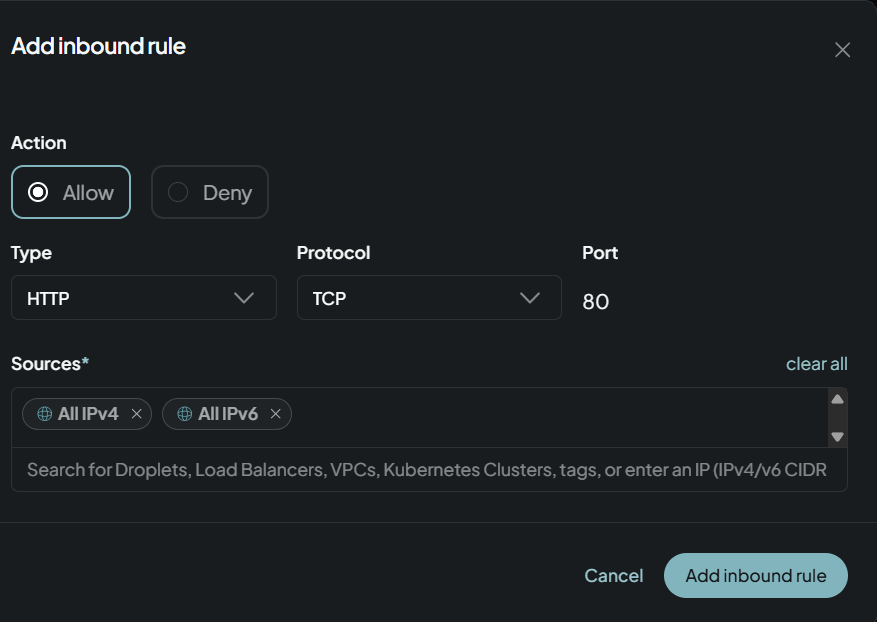 Add inbound rule
Action
Allow Deny
Type Protocol Port
HTTP TCP 80
Sources* clear all
All IPv4 All IPv6
Search for Droplets, Load Balancers, VPCs, Kubernetes Clusters, tags, or enter an IP (IPv4/v6 CIDR
Cancel Add inbound rule